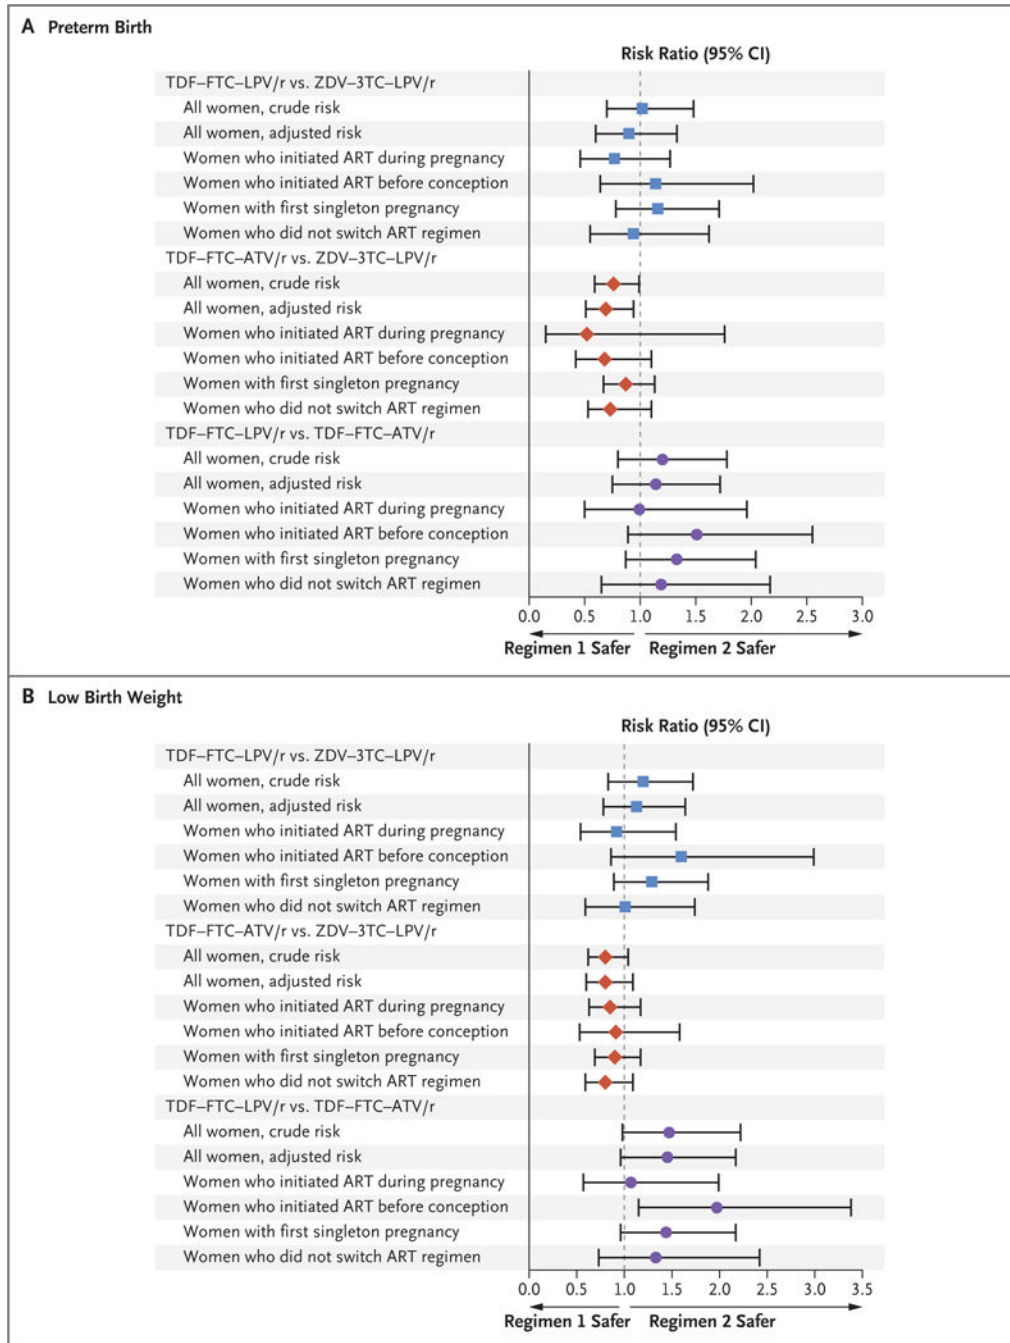 A Preterm Birth
Risk Ratio (95% CI)
TDF–FTC–LPV/r vs. ZDV–3TC–LPV/r
All women, crude risk
All women, adjusted risk
Women who initiated ART during pregnancy
Women who initiated ART before conception
Women with first singleton pregnancy
Women who did not switch ART regimen
TDF–FTC–ATV/r vs. ZDV–3TC–LPV/r
All women, crude risk
All women, adjusted risk
Women who initiated ART during pregnancy
Women who initiated ART before conception
Women with first singleton pregnancy
Women who did not switch ART regimen
TDF–FTC–LPV/r vs. TDF–FTC–ATV/r
All women, crude risk
All women, adjusted risk
Women who initiated ART during pregnancy
Women who initiated ART before conception
Women with first singleton pregnancy
Women who did not switch ART regimen
0.0 0.5 1.0 1.5 2.0 2.5 3.0
Regimen 1 Safer Regimen 2 Safer
B Low Birth Weight
Risk Ratio (95% CI)
TDF–FTC–LPV/r vs. ZDV–3TC–LPV/r
All women, crude risk
All women, adjusted risk
Women who initiated ART during pregnancy
Women who initiated ART before conception
Women with first singleton pregnancy
Women who did not switch ART regimen
TDF–FTC–ATV/r vs. ZDV–3TC–LPV/r
All women, crude risk
All women, adjusted risk
Women who initiated ART during pregnancy
Women who initiated ART before conception
Women with first singleton pregnancy
Women who did not switch ART regimen
TDF–FTC–LPV/r vs. TDF–FTC–ATV/r
All women, crude risk
All women, adjusted risk
Women who initiated ART during pregnancy
Women who initiated ART before conception
Women with first singleton pregnancy
Women who did not switch ART regimen
0.0 0.5 1.0 1.5 2.0 2.5 3.0 3.5
Regimen 1 Safer Regimen 2 Safer